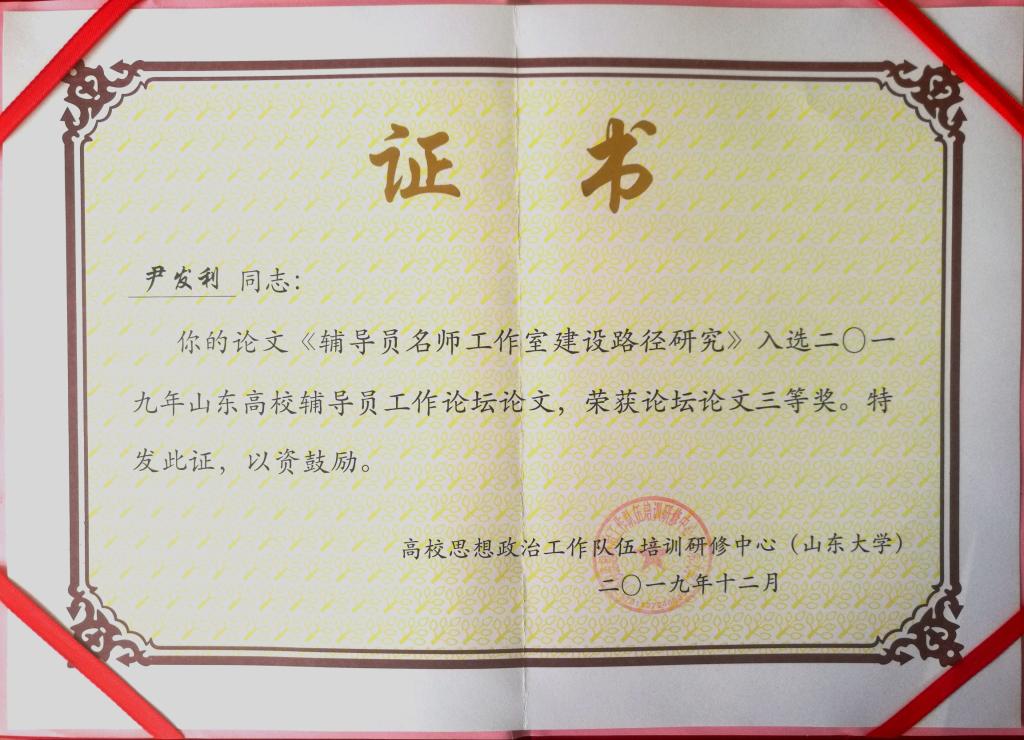 证书
尹发利同志：
你的论文《辅导员名师工作室建设路径研究》入选二〇一
九年山东高校辅导员工作论坛论文，荣获论坛论文三等奖。特
发此证，以资鼓励。
高校思想政治工作队伍培训研修中心（山东大学）
二〇一九年十二月